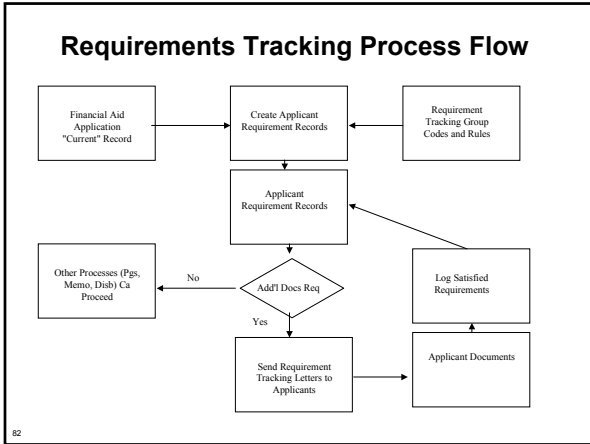 Requirements Tracking Process Flow
Financial Aid
Application
"Current" Record
Create Applicant
Requirement Records
Requirement
Tracking Group
Codes and Rules
Applicant
Requirement Records
Other Processes (Pgs,
Memo, Disb) Ca
Proceed
No
Add'l Docs Req
Log Satisfied
Requirements
Yes
Send Requirement
Tracking Letters to
Applicants
Applicant Documents
82